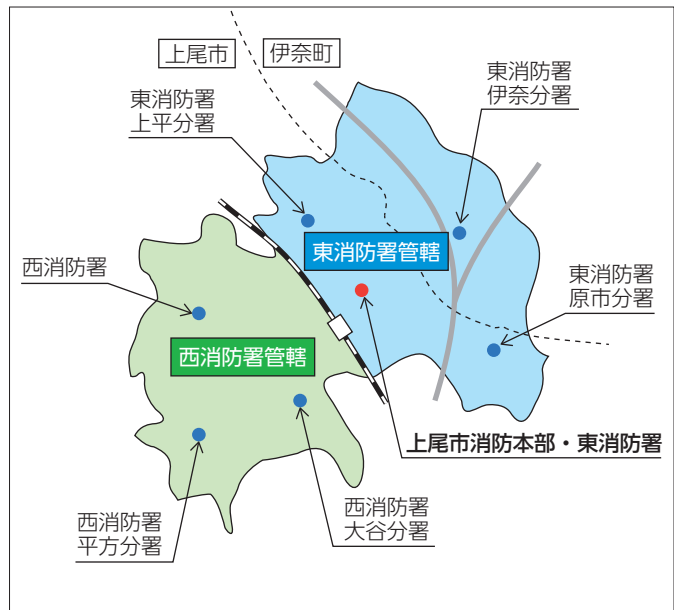 上尾市
伊奈町
東消防署
伊奈分署
東消防署
上平分署
東消防署管轄
西消防署
東消防署
原市分署
西消防署管轄
上尾市消防本部・東消防署
西消防署
大谷分署
西消防署
平方分署